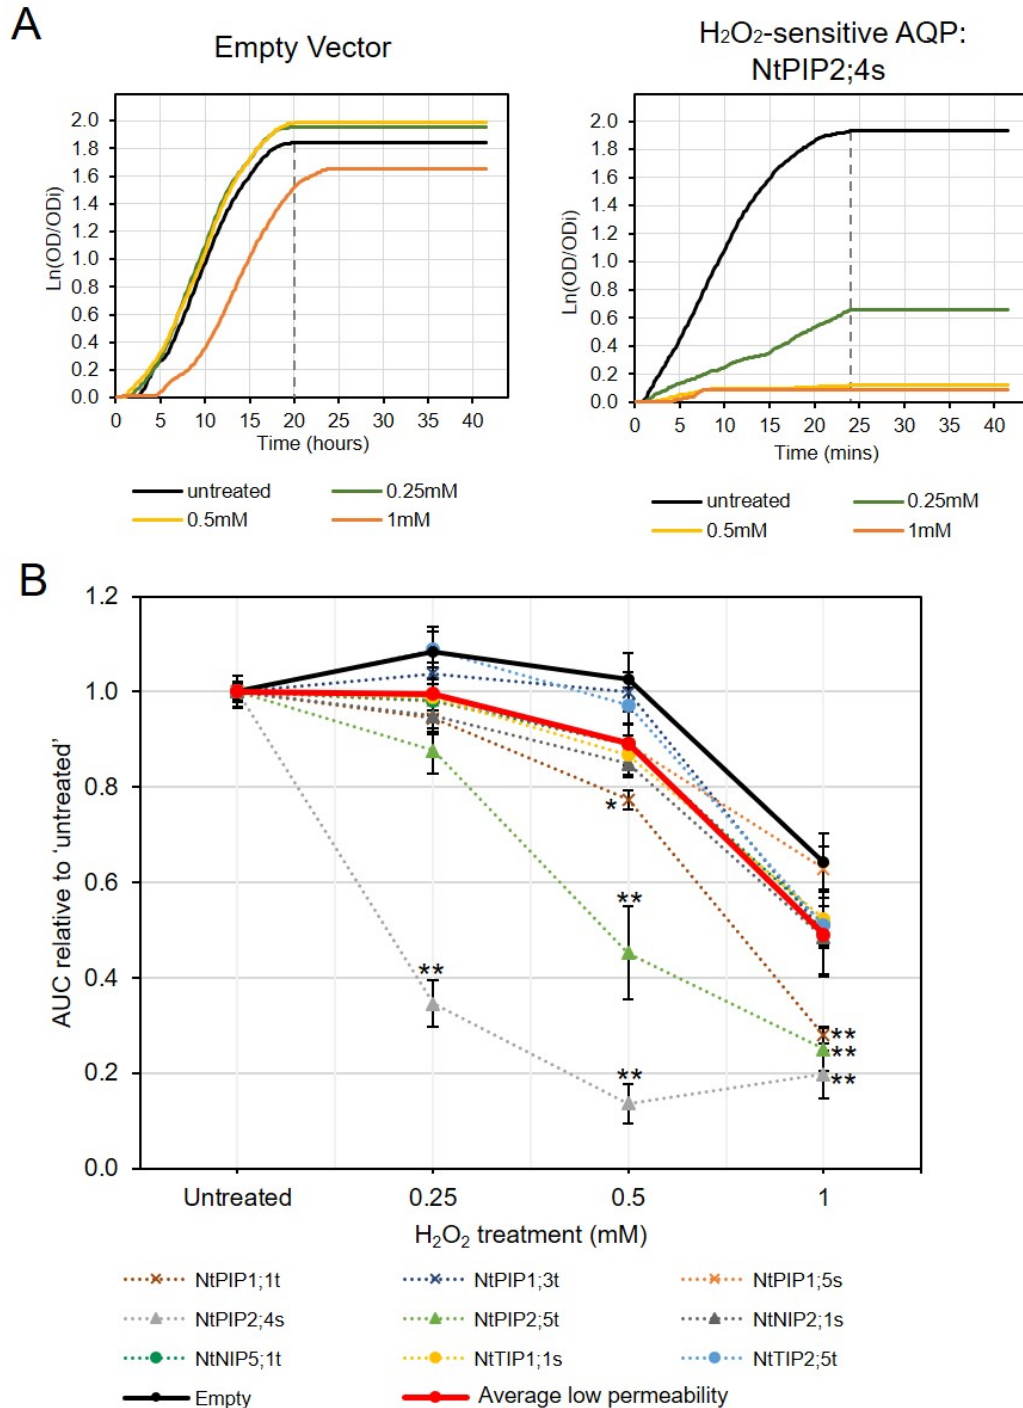 A
Empty Vector
H₂O₂-sensitive AQP:
NtPIP2;4s
Ln(OD/ODi)
2.0
1.8
1.6
1.4
1.2
1.0
0.8
0.6
0.4
0.2
0.0
0 5 10 15 20 25 30 35 40
Time (hours)
untreated 0.25mM
0.5mM 1mM
Ln(OD/ODi)
2.0
1.8
1.6
1.4
1.2
1.0
0.8
0.6
0.4
0.2
0.0
0 5 10 15 20 25 30 35 40
Time (mins)
untreated 0.25mM
0.5mM 1mM
B
AUC relative to ‘untreated’
1.2
1.0
0.8
0.6
0.4
0.2
0.0
*
**
**
**
**
**
**
Untreated 0.25 0.5 1
H₂O₂ treatment (mM)
NtPIP1;1t NtPIP1;3t NtPIP1;5s
NtPIP2;4s NtPIP2;5t NtNIP2;1s
NtNIP5;1t NtTIP1;1s NtTIP2;5t
Empty Average low permeability